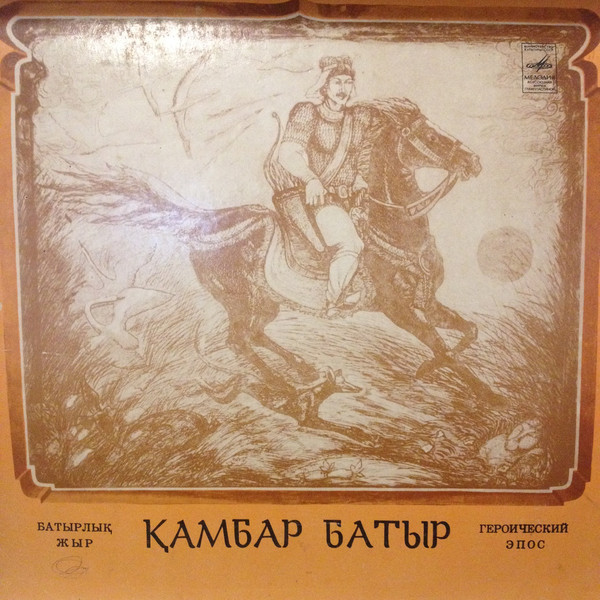 МЕЛОДИЯ
БАТЫРЛЫҚ
ЖЫР
ҚАМБАР БАТЫР
ГЕРОИЧЕСКИЙ
ЭПОС